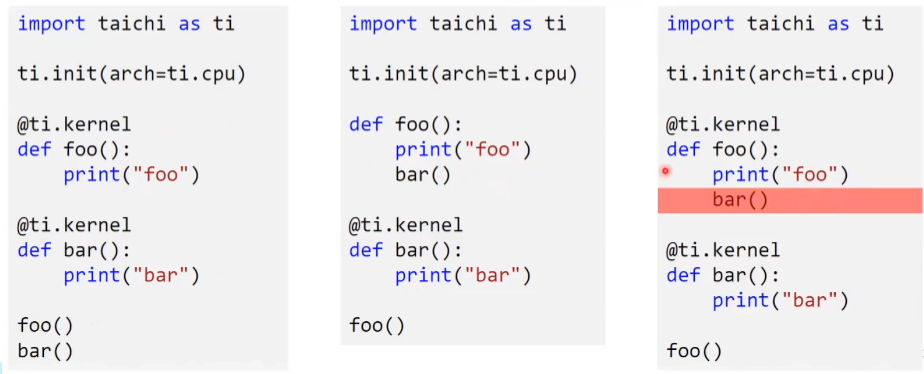 import taichi as ti
ti.init(arch=ti.cpu)
@ti.kernel
def foo():
    print("foo")
@ti.kernel
def bar():
    print("bar")
foo()
bar()
import taichi as ti
ti.init(arch=ti.cpu)
def foo():
    print("foo")
    bar()
@ti.kernel
def bar():
    print("bar")
foo()
import taichi as ti
ti.init(arch=ti.cpu)
@ti.kernel
def foo():
    print("foo")
    bar()
@ti.kernel
def bar():
    print("bar")
foo()